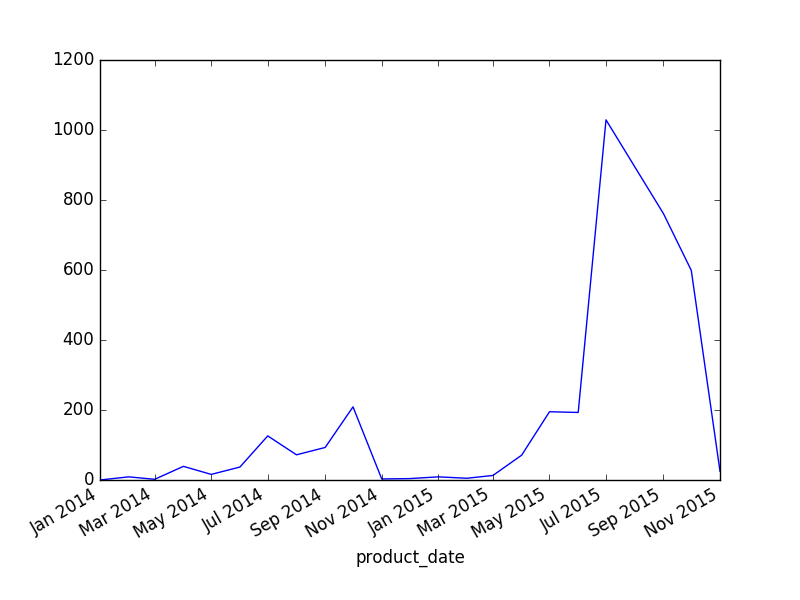 1200
1000
800
600
400
200
0
Jan 2014
Mar 2014
May 2014
Jul 2014
Sep 2014
Nov 2014
Jan 2015
Mar 2015
May 2015
Jul 2015
Sep 2015
Nov 2015
product_date